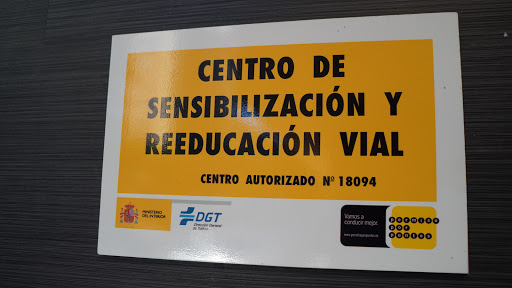 CENTRO DE
SENSIBILIZACIÓN Y
REEDUCACIÓN VIAL
CENTRO AUTORIZADO Nº 18094
MINISTERIO
DEL INTERIOR
DGT
Dirección General
de Tráfico
Vamos a
conducir mejor.
permiso
por
puntos